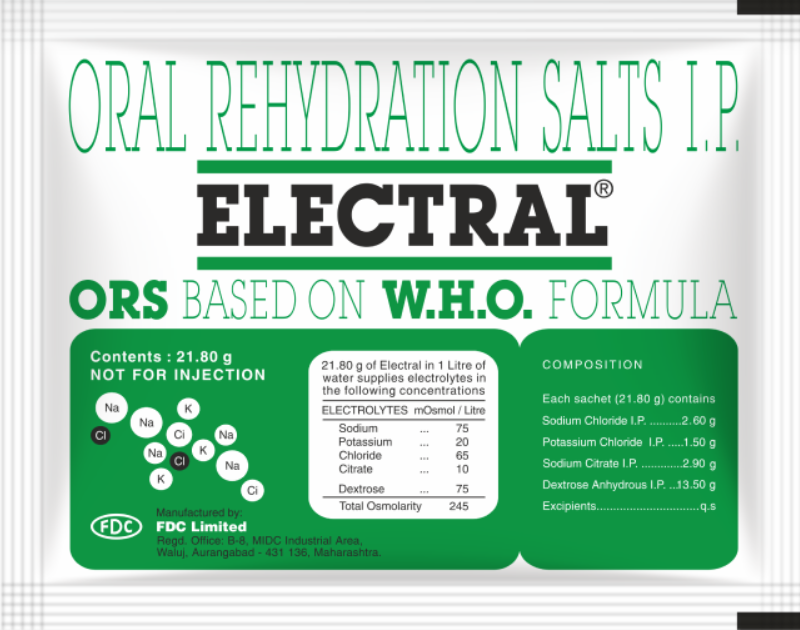 ORAL REHYDRATION SALTS I.P.
ELECTRAL®
ORS BASED ON W.H.O. FORMULA
Contents : 21.80 g
NOT FOR INJECTION
Na
Na
K
Cl
Ci
Na
Na
Cl
K
Na
K
Ci
FDC
Manufactured by:
FDC Limited
Regd. Office: B-8, MIDC Industrial Area,
Waluj, Aurangabad - 431 136, Maharashtra.
21.80 g of Electral in 1 Litre of
water supplies electrolytes in
the following concentrations
ELECTROLYTES mOsmol / Litre
Sodium ... 75
Potassium ... 20
Chloride ... 65
Citrate ... 10
Dextrose ... 75
Total Osmolarity 245
COMPOSITION
Each sachet (21.80 g) contains
Sodium Chloride I.P. ..........2.60 g
Potassium Chloride I.P. .....1.50 g
Sodium Citrate I.P. .............2.90 g
Dextrose Anhydrous I.P. ...13.50 g
Excipients..............................q.s